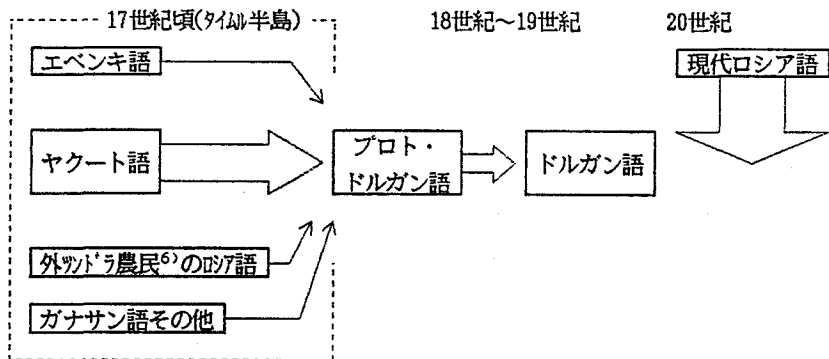 17世紀頃(タイムル半島)
18世紀～19世紀
20世紀
エベンキ語
現代ロシア語
ヤクート語
プロト・
ドルガン語
ドルガン語
外ツンドラ農民6)のロシア語
ガナサン語その他